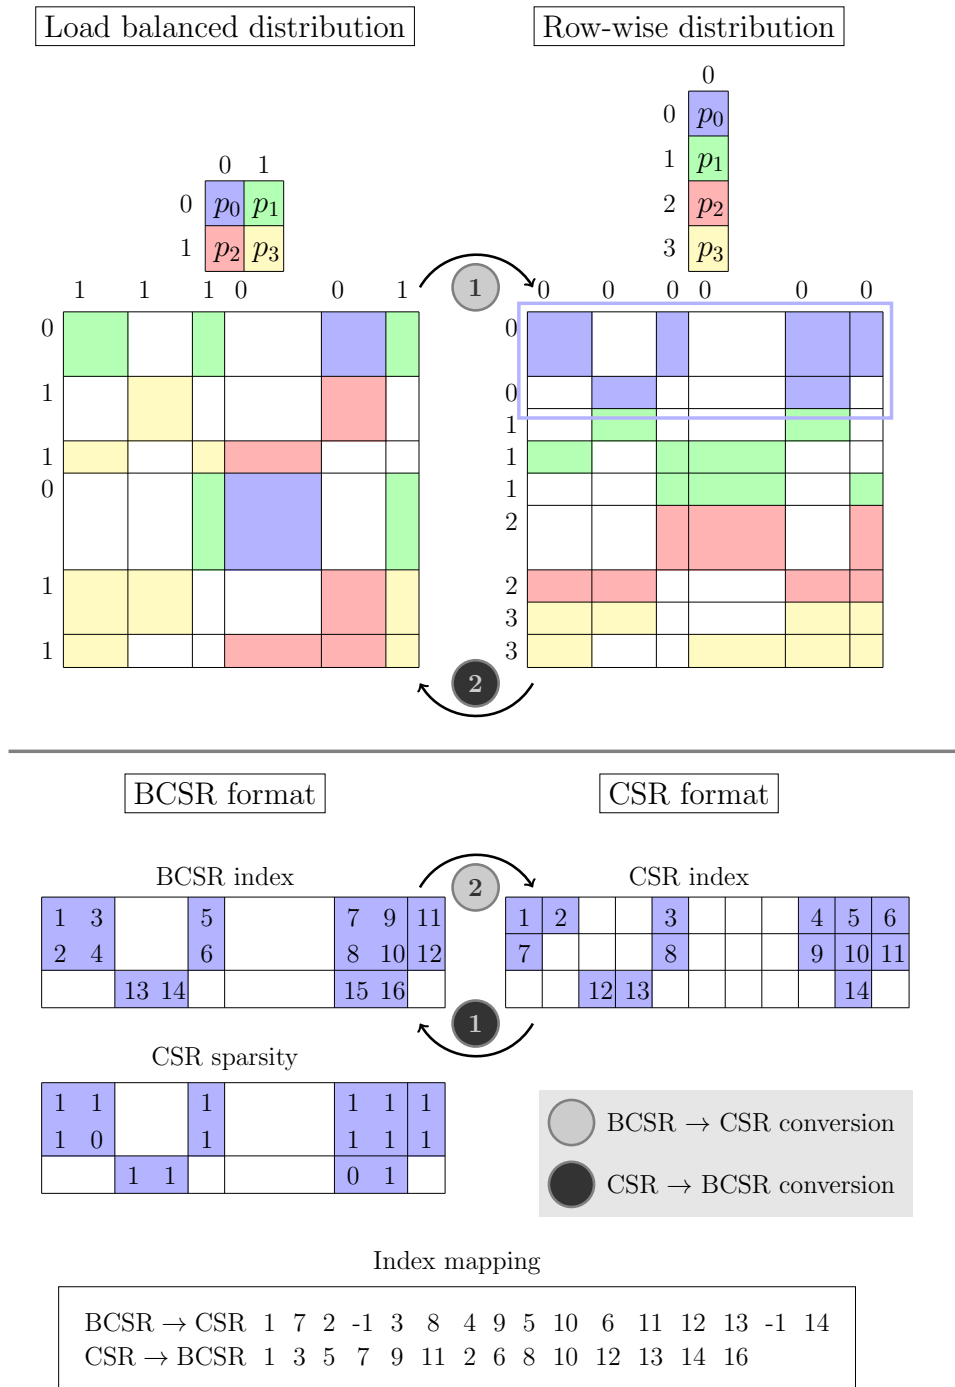 Load balanced distribution
Row-wise distribution
0 1
0 p0 p1
1 p2 p3
0
0 p0
1 p1
2 p2
3 p3
1 1 1 0 0 1
0
1
1
0
1
1
1
0 0 0 0 0 0
0
0
1
1
1
2
2
3
3
2
BCSR format
CSR format
BCSR index
1 3 5 7 9 11
2 4 6 8 10 12
13 14 15 16
2
CSR index
1 2 3 4 5 6
7 8 9 10 11
12 13 14
1
CSR sparsity
1 1 1 1 1 1
1 0 1 1 1 1
1 1 0 1
BCSR → CSR conversion
CSR → BCSR conversion
Index mapping
BCSR → CSR 1 7 2 -1 3 8 4 9 5 10 6 11 12 13 -1 14
CSR → BCSR 1 3 5 7 9 11 2 6 8 10 12 13 14 16